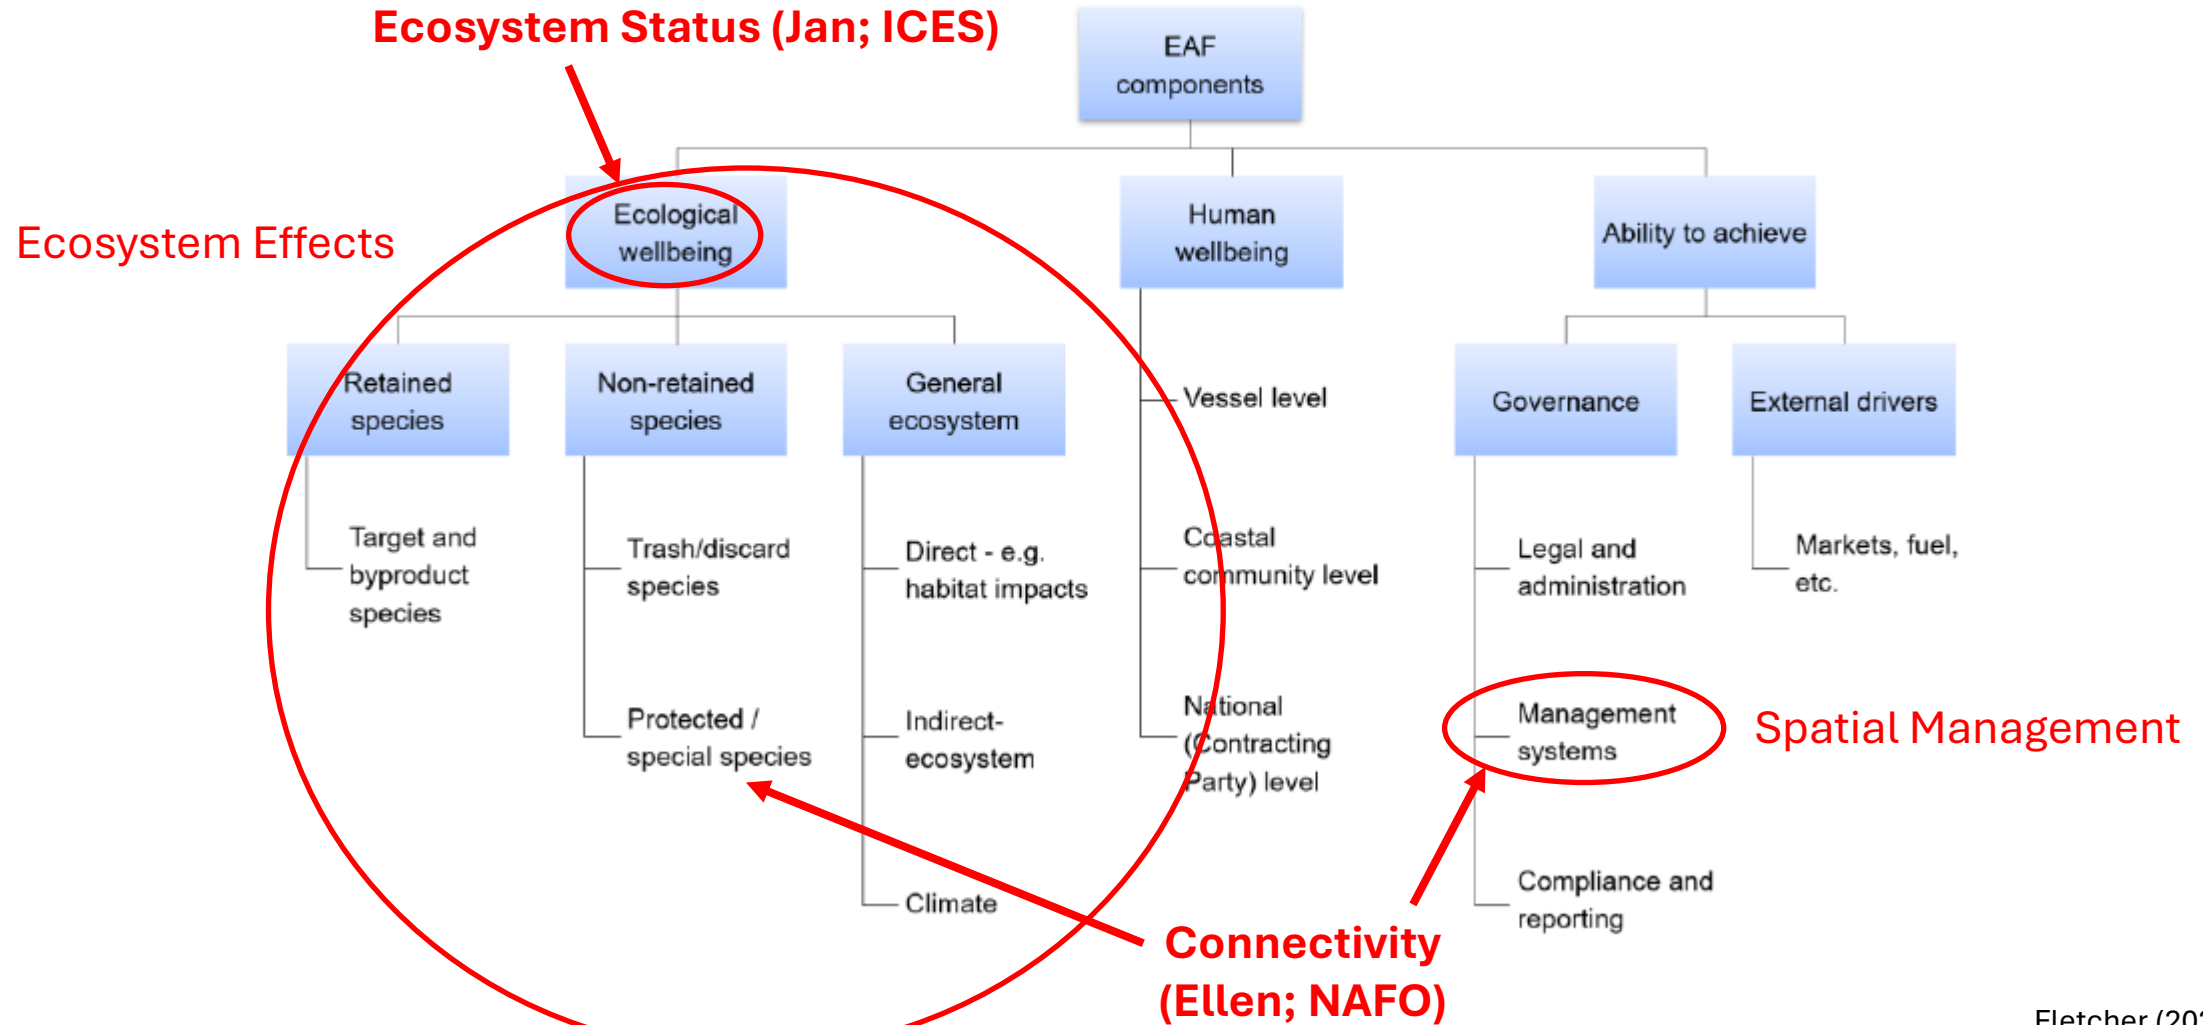 Ecosystem Status (Jan; ICES)
EAF
components
Ecosystem Effects
Ecological
wellbeing
Human
wellbeing
Ability to achieve
Retained
species
Non-retained
species
General
ecosystem
Vessel level
Governance
External drivers
Target and
byproduct
species
Trash/discard
species
Direct - e.g.
habitat impacts
Coastal
community level
Legal and
administration
Markets, fuel,
etc.
Protected /
special species
Indirect-
ecosystem
National
(Contracting
Party) level
Management
systems
Spatial Management
Climate
Compliance and
reporting
Connectivity
(Ellen; NAFO)
Fletcher